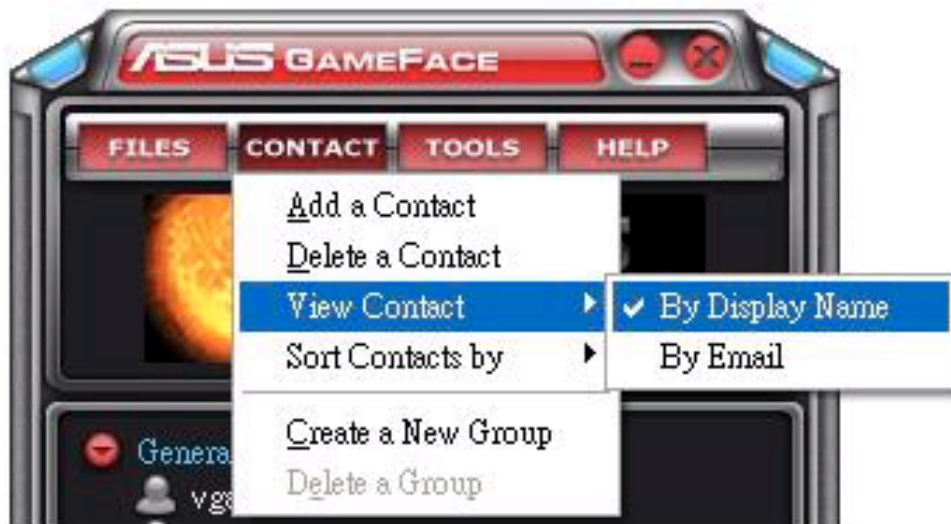 ASUS GAMEFACE
FILES CONTACT TOOLS HELP
Add a Contact
Delete a Contact
View Contact
By Display Name
Sort Contacts by
By Email
Create a New Group
Delete a Group